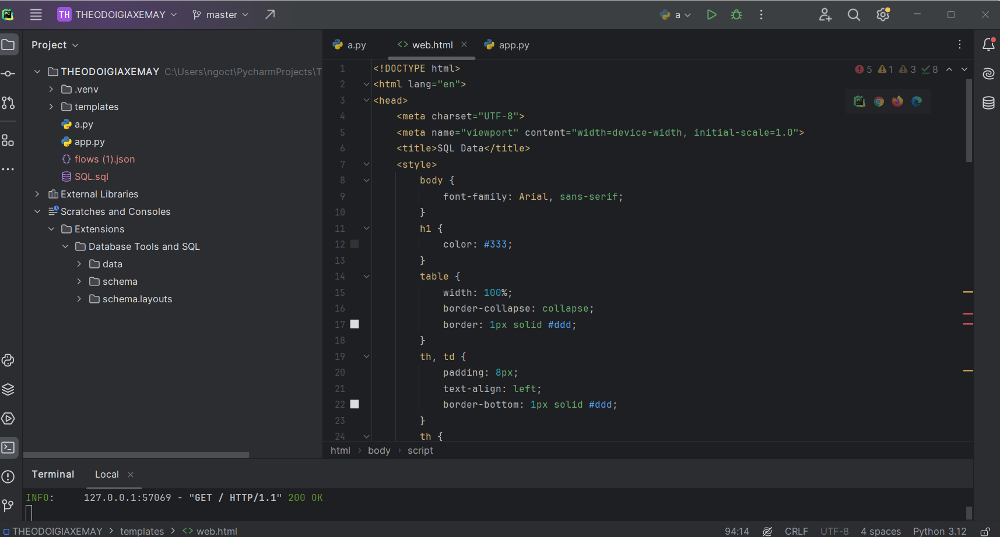 TH THEODOIGIAXEMAY master a
Project
THEODOIGIAXEMAY C:\Users\ngoct\PycharmProjects\T
.venv
templates
a.py
app.py
flows (1).json
SQL.sql
External Libraries
Scratches and Consoles
Extensions
Database Tools and SQL
data
schema
schema.layouts
a.py web.html app.py
5 1 3 8
1 <!DOCTYPE html>
2 <html lang="en">
3 <head>
4 <meta charset="UTF-8">
5 <meta name="viewport" content="width=device-width, initial-scale=1.0">
6 <title>SQL Data</title>
7 <style>
8 body {
9 font-family: Arial, sans-serif;
10 }
11 h1 {
12 color: #333;
13 }
14 table {
15 width: 100%;
16 border-collapse: collapse;
17 border: 1px solid #ddd;
18 }
19 th, td {
20 padding: 8px;
21 text-align: left;
22 border-bottom: 1px solid #ddd;
23 }
24 th {
html › body › script
Terminal Local
INFO: 127.0.0.1:57069 - "GET / HTTP/1.1" 200 OK
THEODOIGIAXEMAY > templates > <> web.html 94:14 CRLF UTF-8 4 spaces Python 3.12